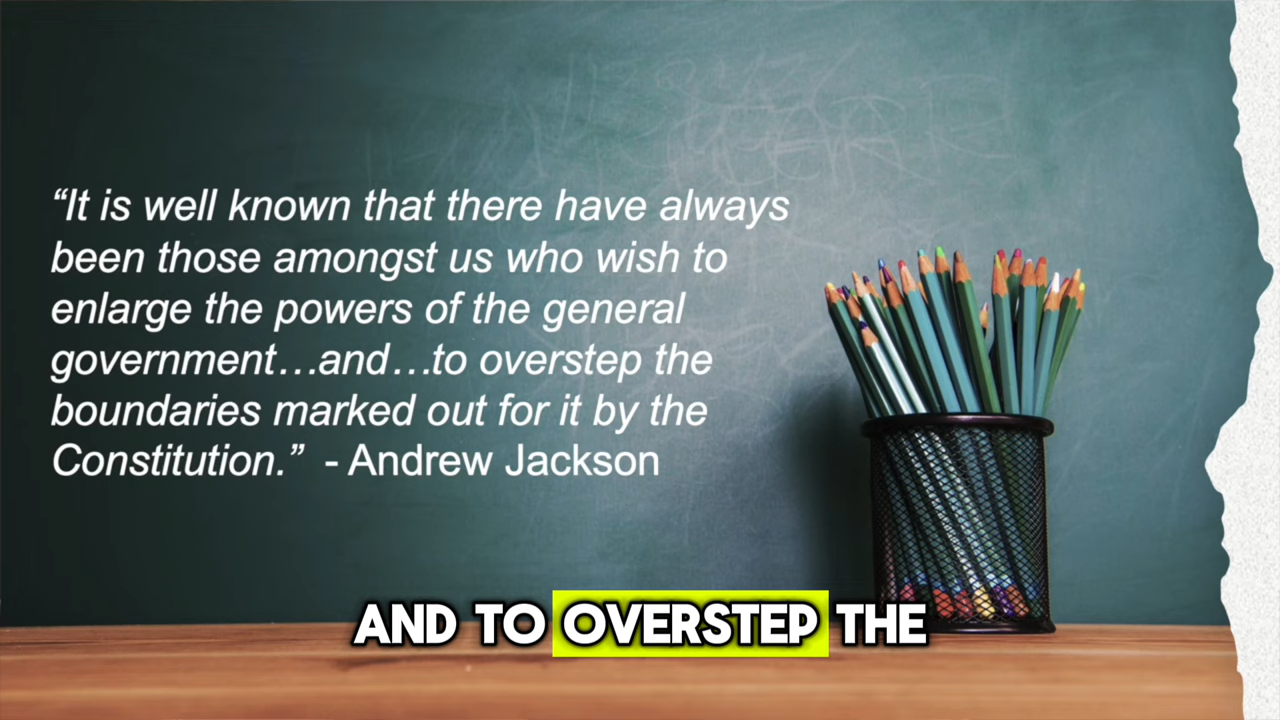 “It is well known that there have always
been those amongst us who wish to
enlarge the powers of the general
government…and…to overstep the
boundaries marked out for it by the
Constitution.”  - Andrew Jackson
AND TO OVERSTEP THE